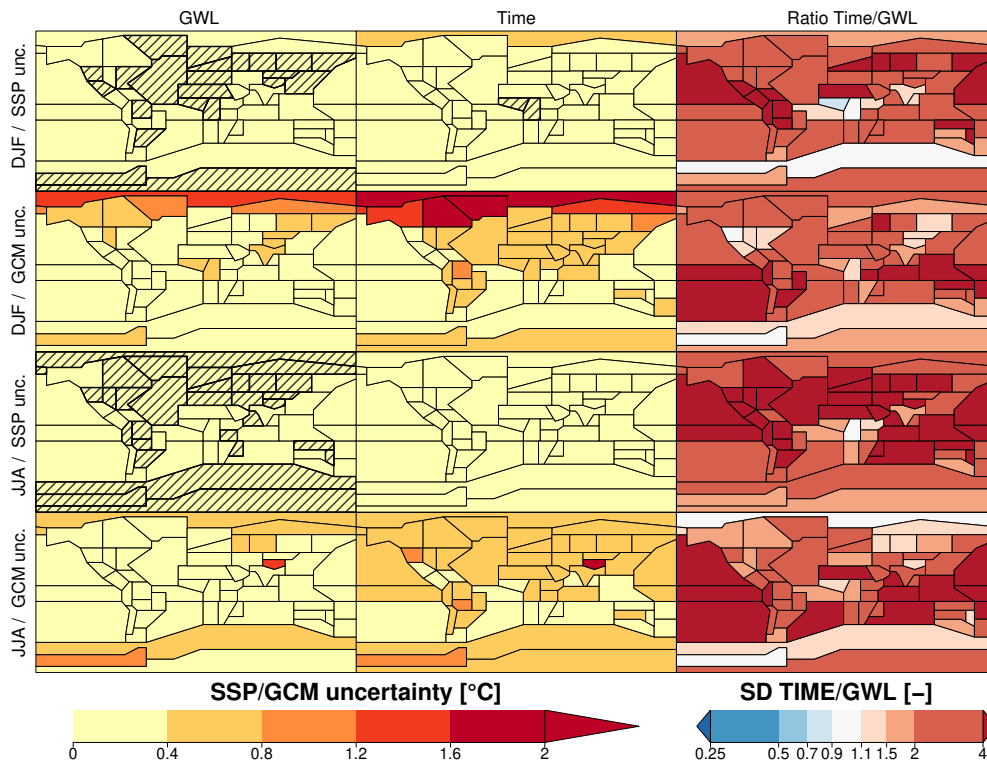 GWL Time Ratio Time/GWL
DJF / SSP unc.
DJF / GCM unc.
JJA / SSP unc.
JJA / GCM unc.
SSP/GCM uncertainty [°C] SD TIME/GWL [–]
0 0.4 0.8 1.2 1.6 2 0.25 0.5 0.7 0.9 1.1 1.5 2 4